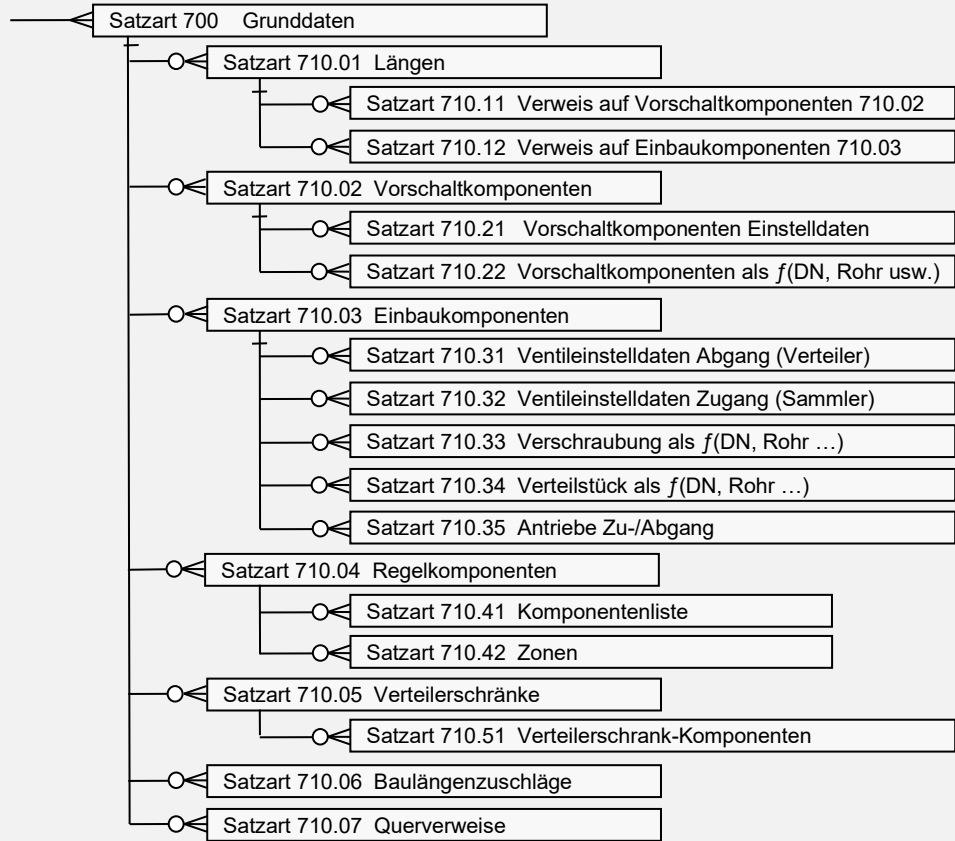 Satzart 700 Grunddaten
Satzart 710.01 Längen
Satzart 710.11 Verweis auf Vorschaltkomponenten 710.02
Satzart 710.12 Verweis auf Einbaukomponenten 710.03
Satzart 710.02 Vorschaltkomponenten
Satzart 710.21 Vorschaltkomponenten Einstelldaten
Satzart 710.22 Vorschaltkomponenten als ƒ(DN, Rohr usw.)
Satzart 710.03 Einbaukomponenten
Satzart 710.31 Ventileinstelldaten Abgang (Verteiler)
Satzart 710.32 Ventileinstelldaten Zugang (Sammler)
Satzart 710.33 Verschraubung als ƒ(DN, Rohr …)
Satzart 710.34 Verteilstück als ƒ(DN, Rohr …)
Satzart 710.35 Antriebe Zu-/Abgang
Satzart 710.04 Regelkomponenten
Satzart 710.41 Komponentenliste
Satzart 710.42 Zonen
Satzart 710.05 Verteilerschränke
Satzart 710.51 Verteilerschrank-Komponenten
Satzart 710.06 Baulängenzuschläge
Satzart 710.07 Querverweise